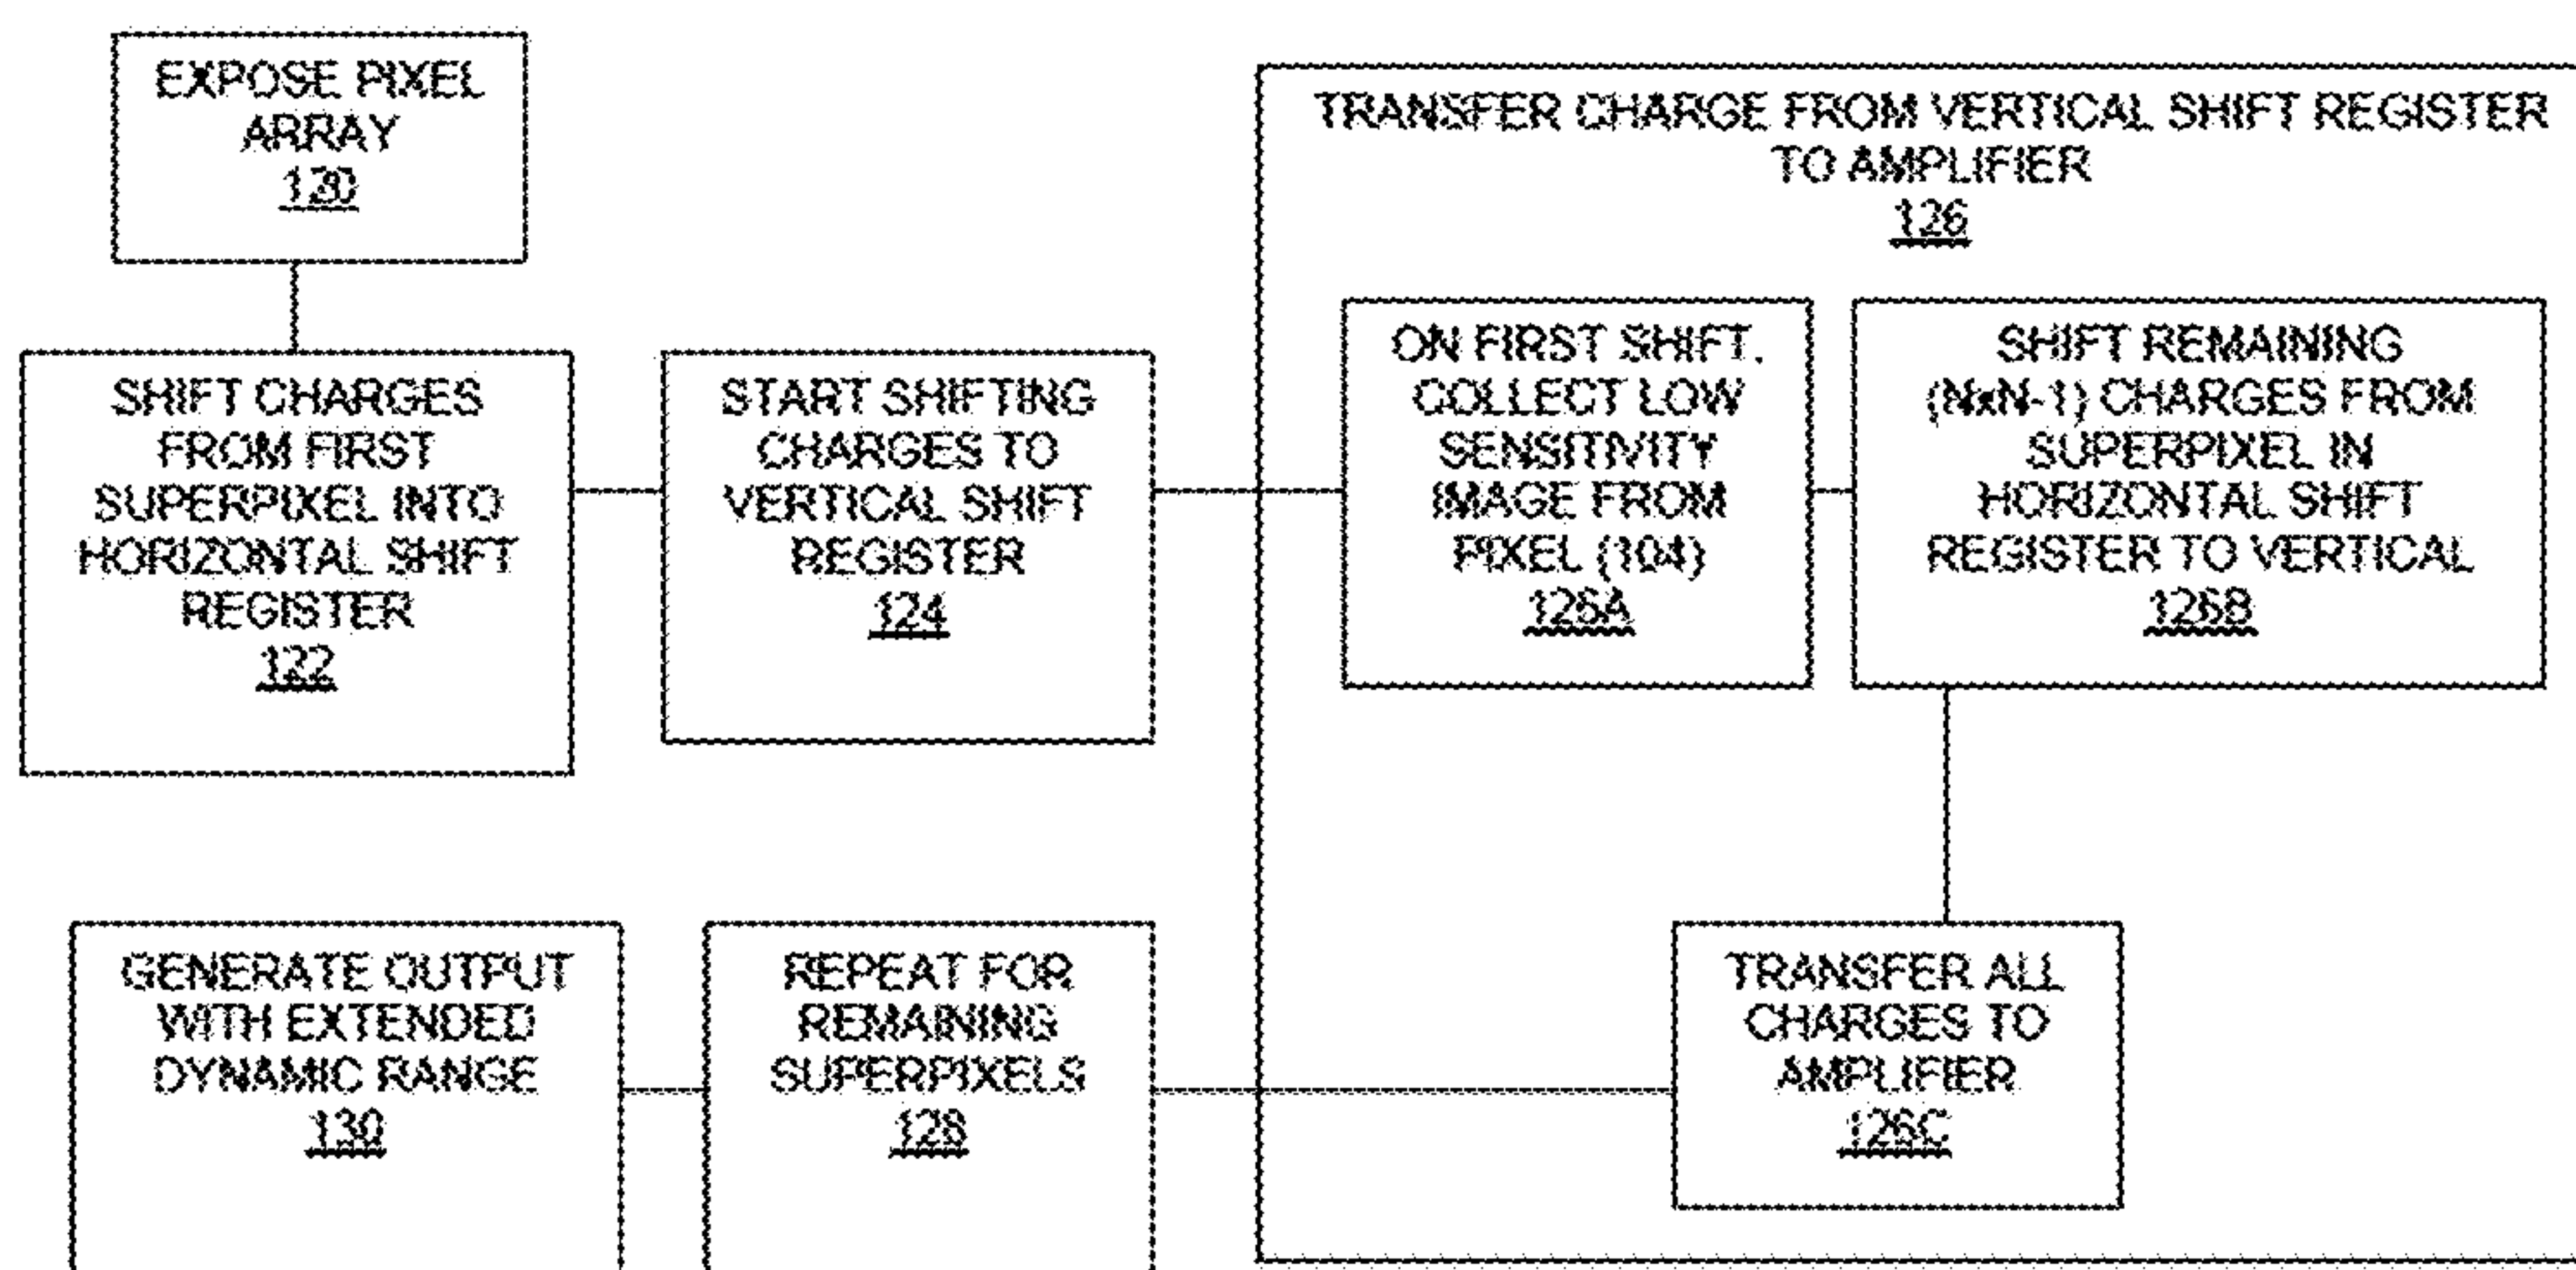 EXPOSE PIXEL
ARRAY
120
SHIFT CHARGES
FROM FIRST
SUPERPIXEL INTO
HORIZONTAL SHIFT
REGISTER
122
START SHIFTING
CHARGES TO
VERTICAL SHIFT
REGISTER
124
TRANSFER CHARGE FROM VERTICAL SHIFT REGISTER
TO AMPLIFIER
126
ON FIRST SHIFT,
COLLECT LOW
SENSITIVITY
IMAGE FROM
PIXEL (104)
126A
SHIFT REMAINING
(NxN-1) CHARGES FROM
SUPERPIXEL IN
HORIZONTAL SHIFT
REGISTER TO VERTICAL
126B
TRANSFER ALL
CHARGES TO
AMPLIFIER
126C
REPEAT FOR
REMAINING
SUPERPIXELS
128
GENERATE OUTPUT
WITH EXTENDED
DYNAMIC RANGE
130